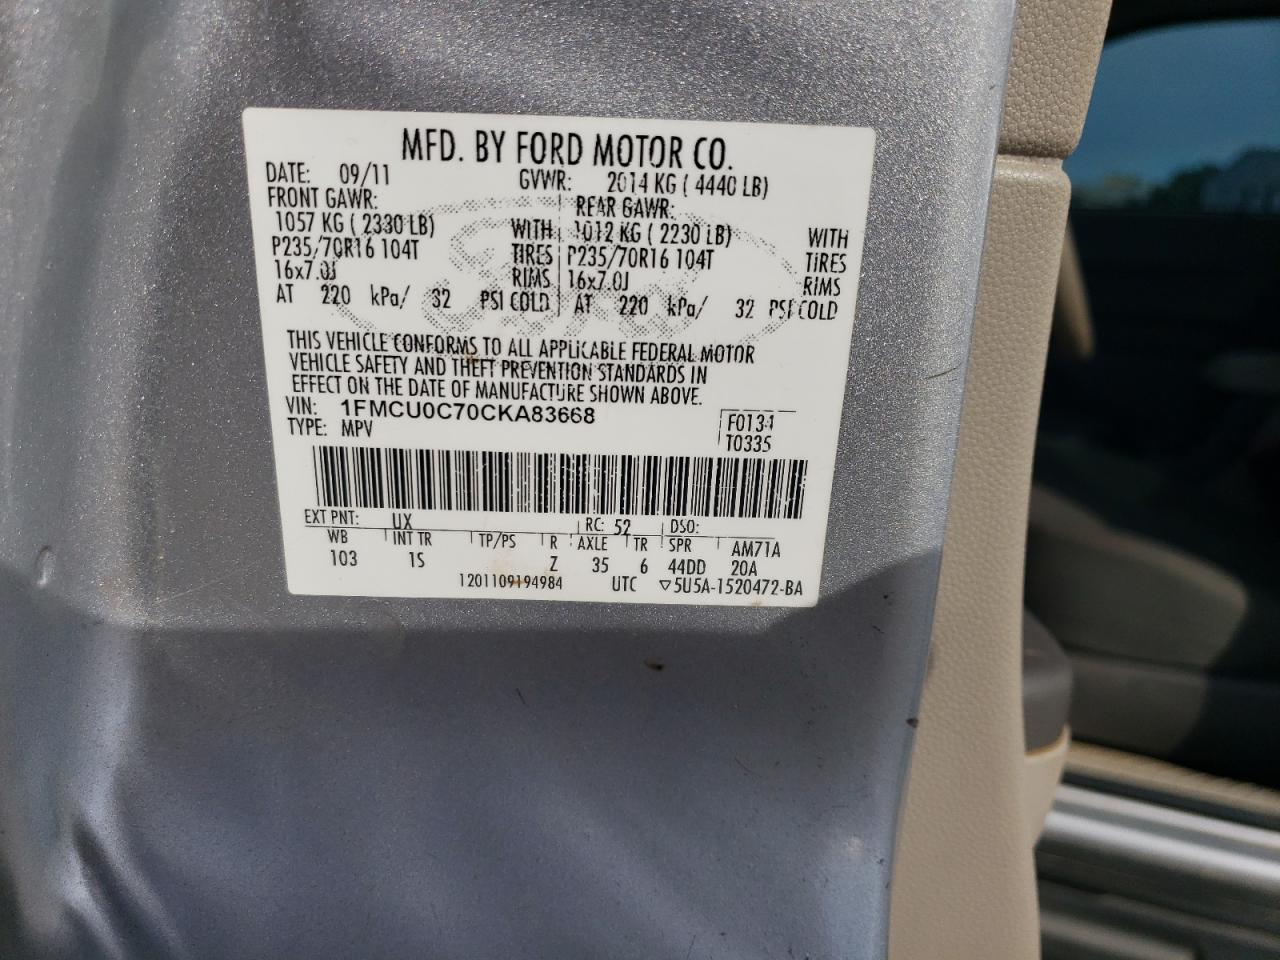 MFD. BY FORD MOTOR CO.
DATE: 09/11 GVWR: 2014 KG ( 4440 LB)
FRONT GAWR: REAR GAWR:
1057 KG ( 2330 LB) WITH 1012 KG ( 2230 LB) WITH
P235/70R16 104T TIRES P235/70R16 104T TIRES
16x7.0J RIMS 16x7.0J RIMS
AT 220 kPa/ 32 PSI COLD AT 220 kPa/ 32 PSI COLD
THIS VEHICLE CONFORMS TO ALL APPLICABLE FEDERAL MOTOR
VEHICLE SAFETY AND THEFT PREVENTION STANDARDS IN
EFFECT ON THE DATE OF MANUFACTURE SHOWN ABOVE.
VIN: 1FMCU0C70CKA83668 F0134
TYPE: MPV T0335
EXT PNT: UX RC: 52 DSO:
WB INT TR TP/PS R AXLE TR SPR AM71A
103 1S Z 35 6 44DD 20A
1201109194984 UTC ▽5U5A-1520472-BA